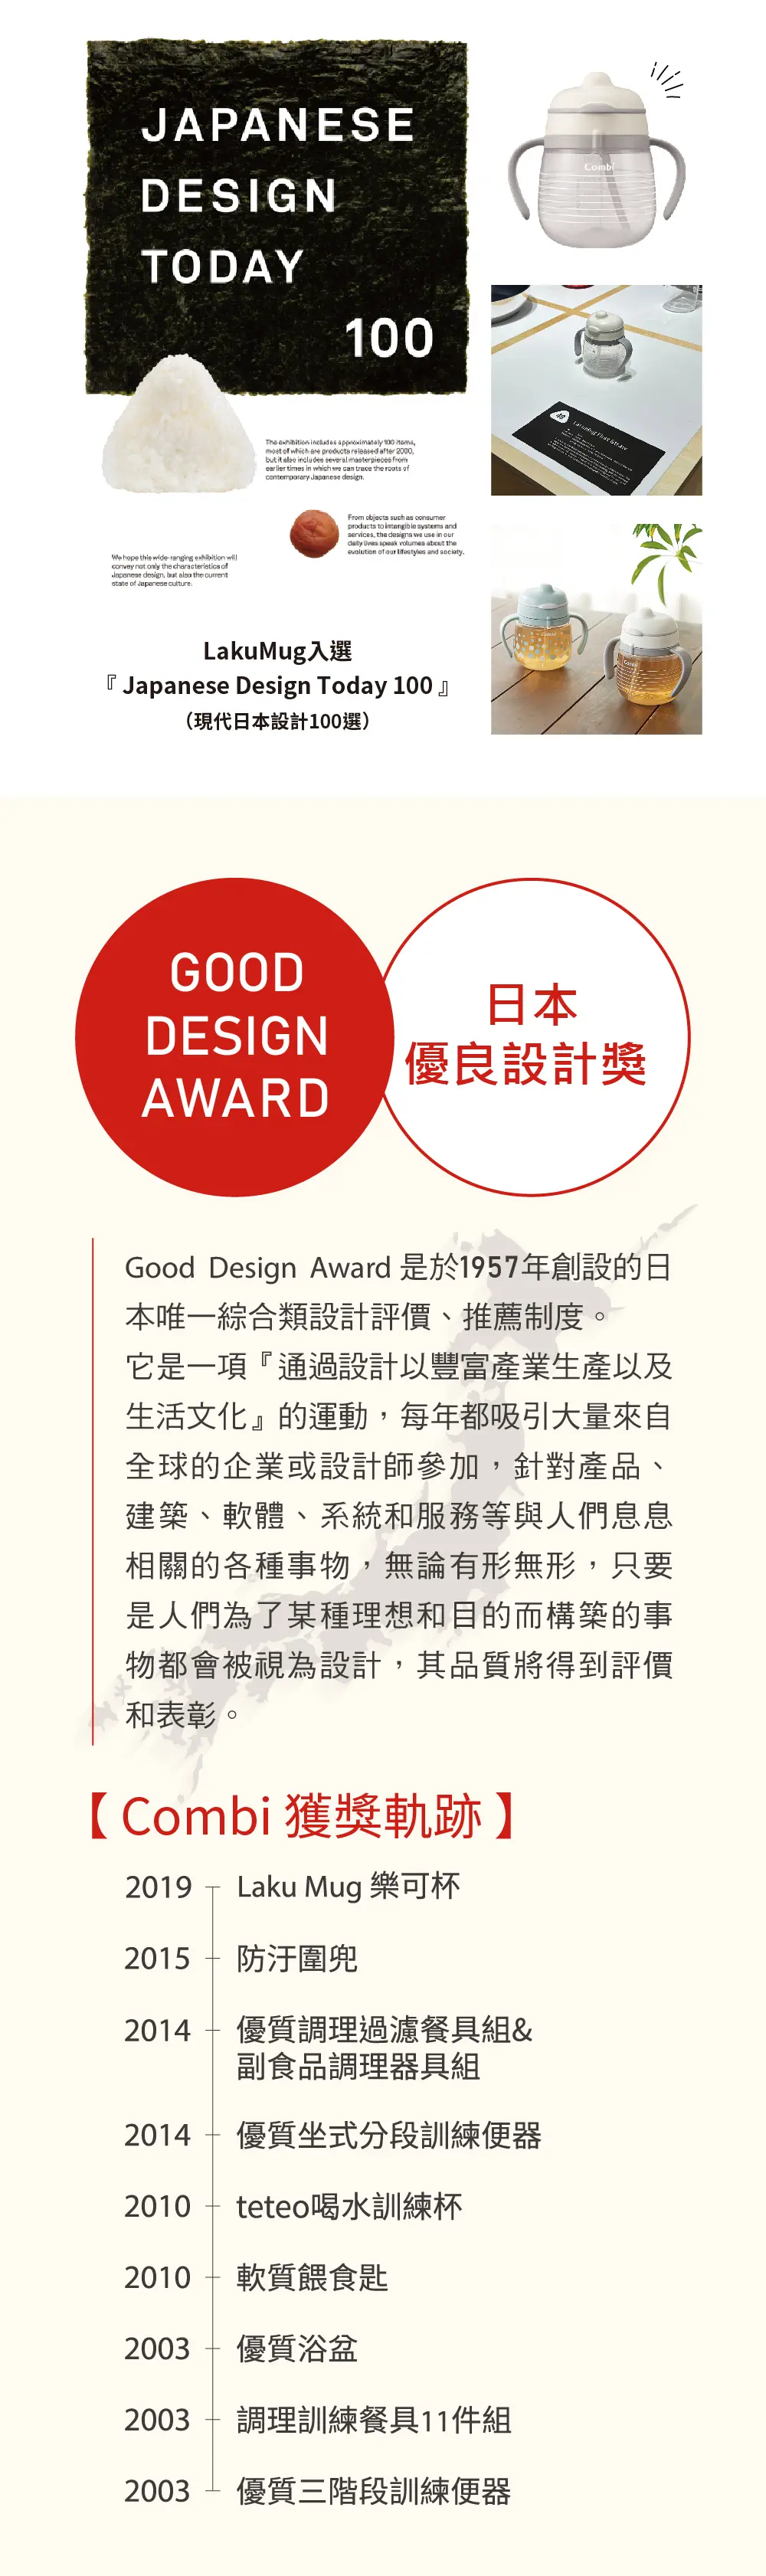 JAPANESE
DESIGN
TODAY
100
Combi
The exhibition includes approximately 100 items,
most of which are products released after 2000,
but it also includes several masterpieces from
earlier times in which we can trace the roots of
contemporary Japanese design.
From objects such as consumer
products to intangible systems and
services, the designs we use in our
daily lives speak volumes about the
evolution of our lifestyles and society.
We hope this wide-ranging exhibition will
convey not only the characteristics of
Japanese design, but also the current
state of Japanese culture.
LakuMug入選
『Japanese Design Today 100』
（現代日本設計100選）
GOOD
DESIGN
AWARD
日本
優良設計獎
Good Design Award 是於1957年創設的日
本唯一綜合類設計評價、推薦制度。
它是一項『通過設計以豐富產業生產以及
生活文化』的運動，每年都吸引大量來自
全球的企業或設計師參加，針對產品、
建築、軟體、系統和服務等與人們息息
相關的各種事物，無論有形無形，只要
是人們為了某種理想和目的而構築的事
物都會被視為設計，其品質將得到評價
和表彰。
【Combi 獲獎軌跡】
2019 Laku Mug 樂可杯
2015 防汙圍兜
2014 優質調理過濾餐具組&
副食品調理器具組
2014 優質坐式分段訓練便器
2010 teteo喝水訓練杯
2010 軟質餵食匙
2003 優質浴盆
2003 調理訓練餐具11件組
2003 優質三階段訓練便器